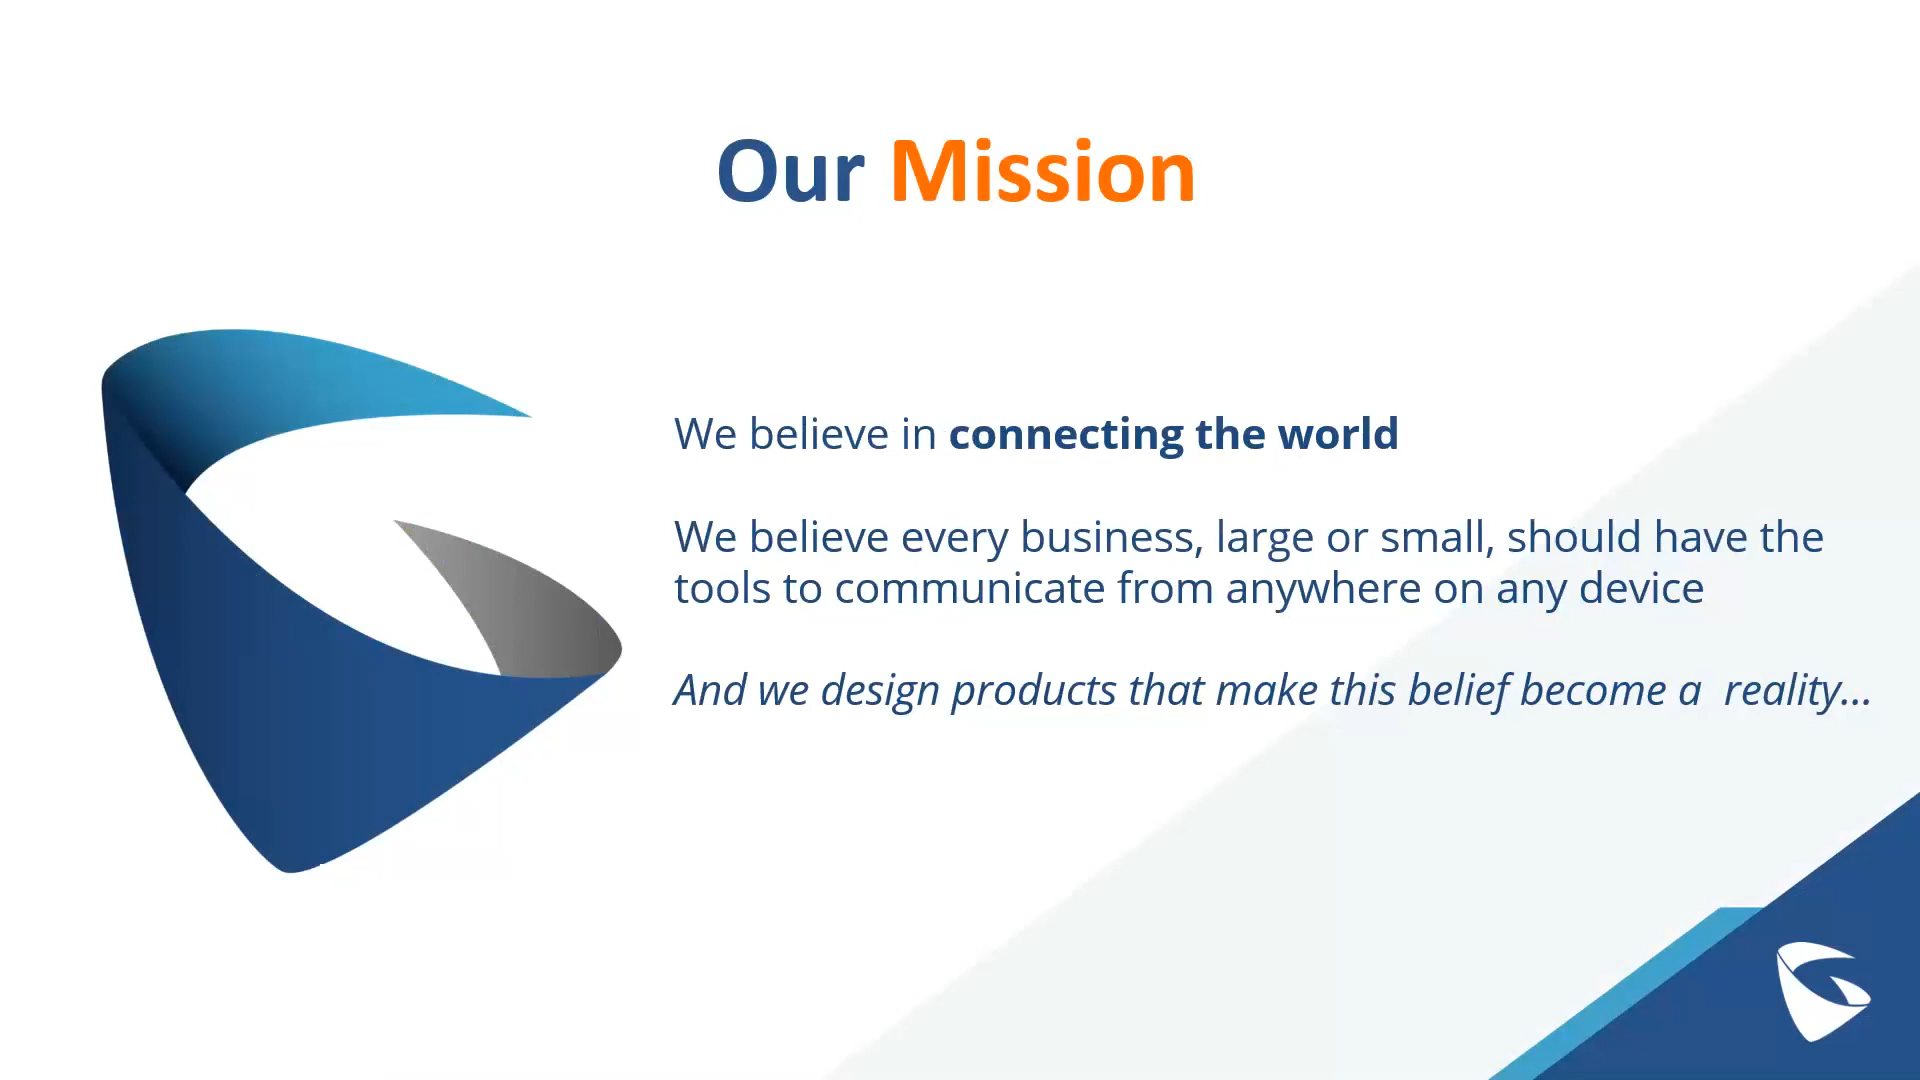 Our Mission
We believe in connecting the world
We believe every business, large or small, should have the
tools to communicate from anywhere on any device
And we design products that make this belief become a  reality...